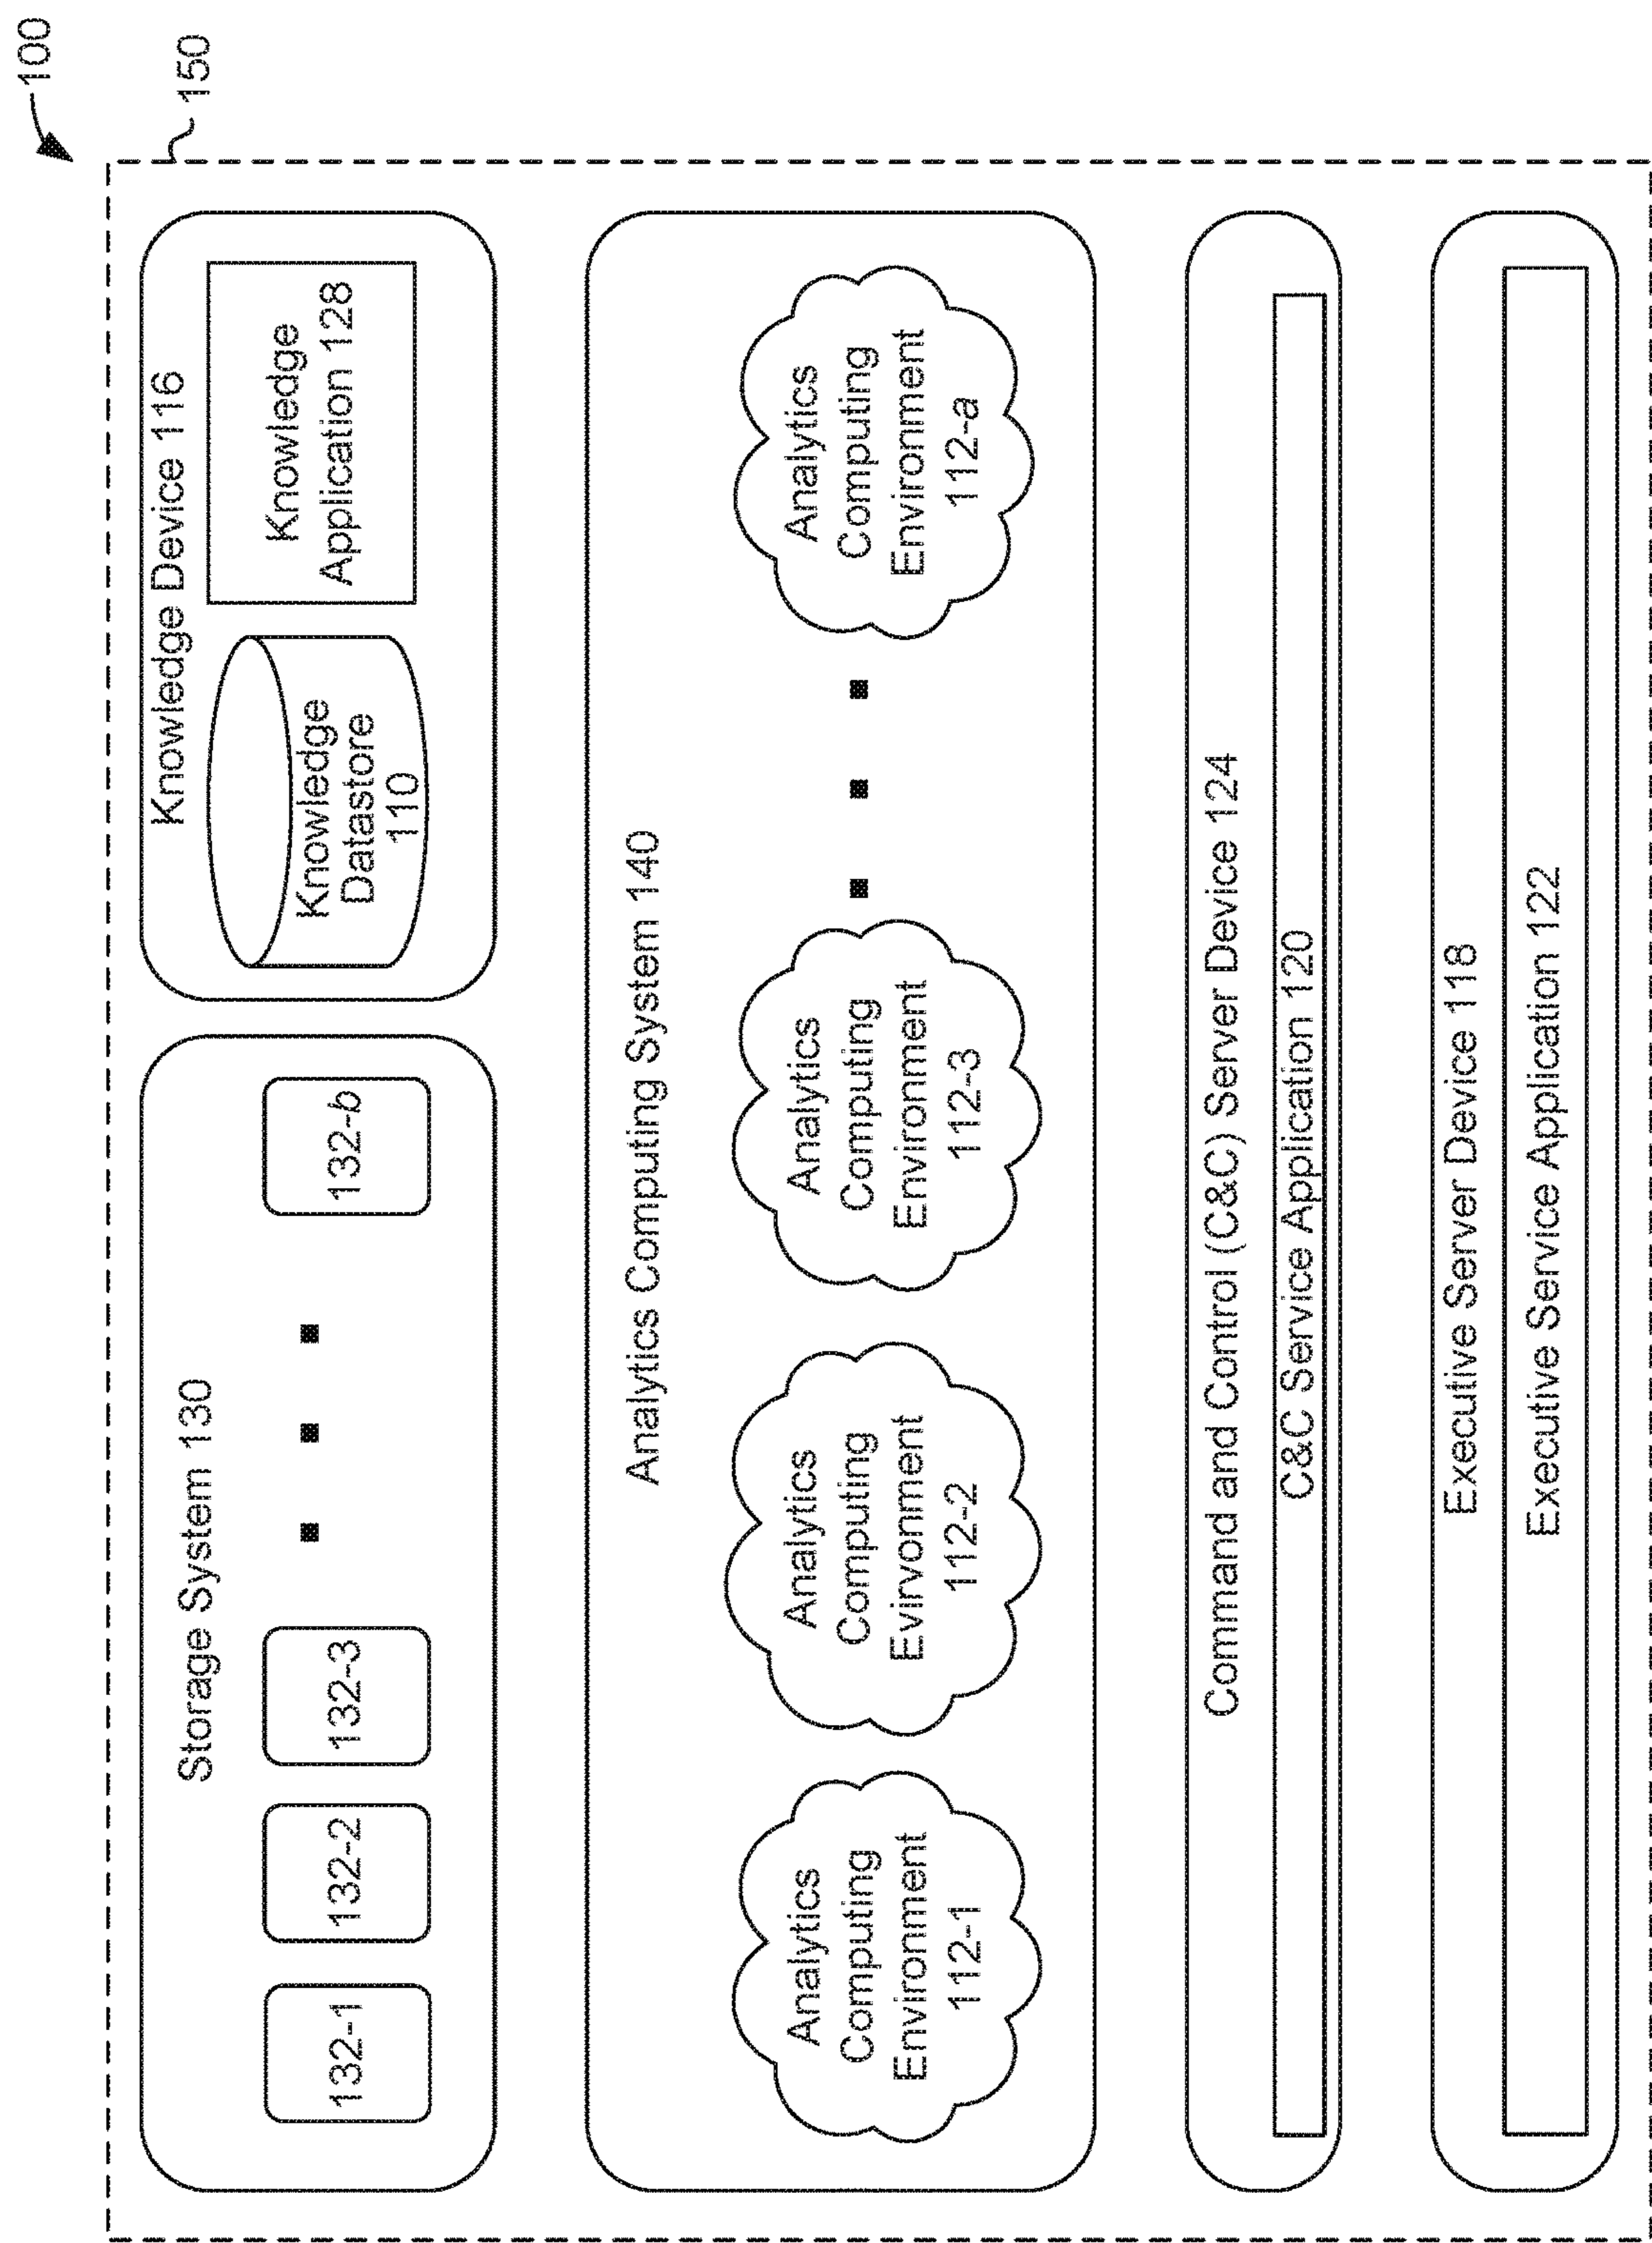 100
150
Storage System 130
132-1
132-2
132-3
132-b
Knowledge Device 116
Knowledge
Datastore
110
Knowledge
Application 128
Analytics Computing System 140
Analytics
Computing
Environment
112-1
Analytics
Computing
Evirvonment
112-2
Analytics
Computing
Environment
112-3
Analytics
Computing
Environment
112-a
Command and Control (C&C) Server Device 124
C&C Service Application 120
Executive Server Device 118
Executive Service Application 122